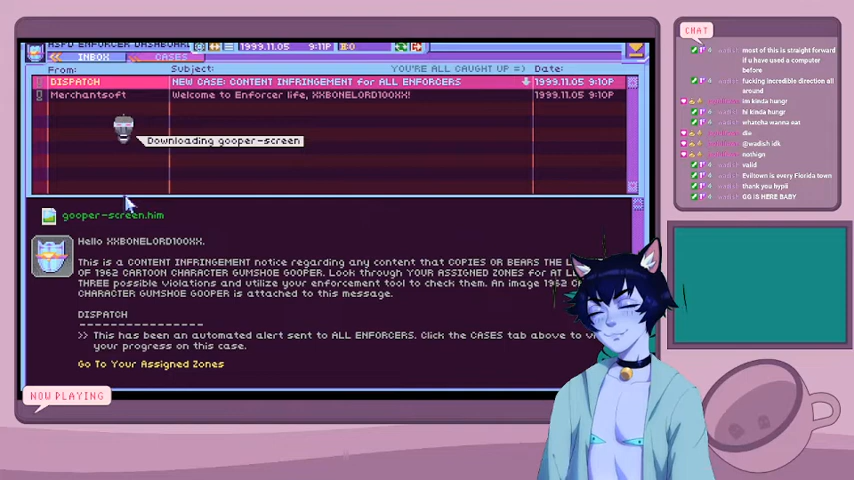 HSPD ENFORCER DASHBOARD
1999.11.05
9:11P
INBOX
CASES
YOU'RE ALL CAUGHT UP =)
From:
Subject:
Date:
DISPATCH
NEW CASE: CONTENT INFRINGEMENT for ALL ENFORCERS
1999.11.05 9:10P
Merchantsoft
Welcome to Enforcer life, XXBONELORD100XX!
1999.11.05 9:10P
Downloading gooper-screen
gooper-screen.him
Hello XXBONELORD100XX.
This is a CONTENT INFRINGEMENT notice regarding any content that COPIES OR BEARS THE
OF 1962 CARTOON CHARACTER GUMSHOE GOOPER. Look through YOUR ASSIGNED ZONES for AT
THREE possible violations and utilize your enforcement tool to check them. An image
CHARACTER GUMSHOE GOOPER is attached to this message.
DISPATCH
--------------------
>> This has been an automated alert sent to ALL ENFORCERS. Click the CASES tab above to
your progress on this case.
Go To Your Assigned Zones
NOW PLAYING
CHAT
most of this is straight forward
if u have used a computer
before
fucking incredible direction all
around
im kinda hungr
hi kinda hungr
whatcha wanna eat
die
@wadish idk
nothign
valid
Eviltown is every Florida town
thank you hypii
GG IS HERE BABY